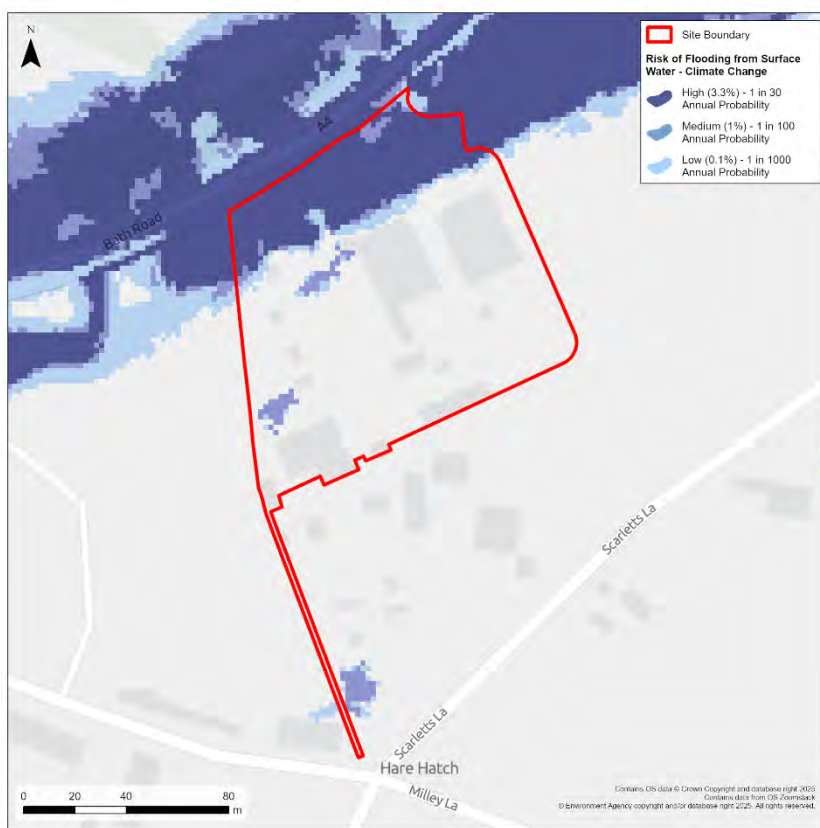 N
Site Boundary
Risk of Flooding from Surface
Water - Climate Change
High (3.3%) - 1 in 30
Annual Probability
Medium (1%) - 1 in 100
Annual Probability
Low (0.1%) - 1 in 1000
Annual Probability
A4
Bath Road
Scarletts La
Scarletts La
Hare Hatch
Milley La
0 20 40 80
m
Contains OS data © Crown Copyright and database right 2025
Contains data from OS Zoomstack
© Environment Agency copyright and/or database right 2025. All rights reserved.